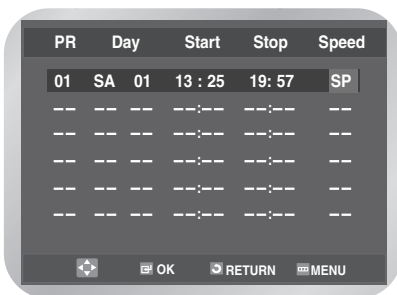 PR Day Start Stop Speed
01 SA 01 13 : 25 19: 57 SP
–– –– –– ––:–– ––:–– ––
–– –– –– ––:–– ––:–– ––
–– –– –– ––:–– ––:–– ––
–– –– –– ––:–– ––:–– ––
–– –– –– ––:–– ––:–– ––
OK RETURN MENU